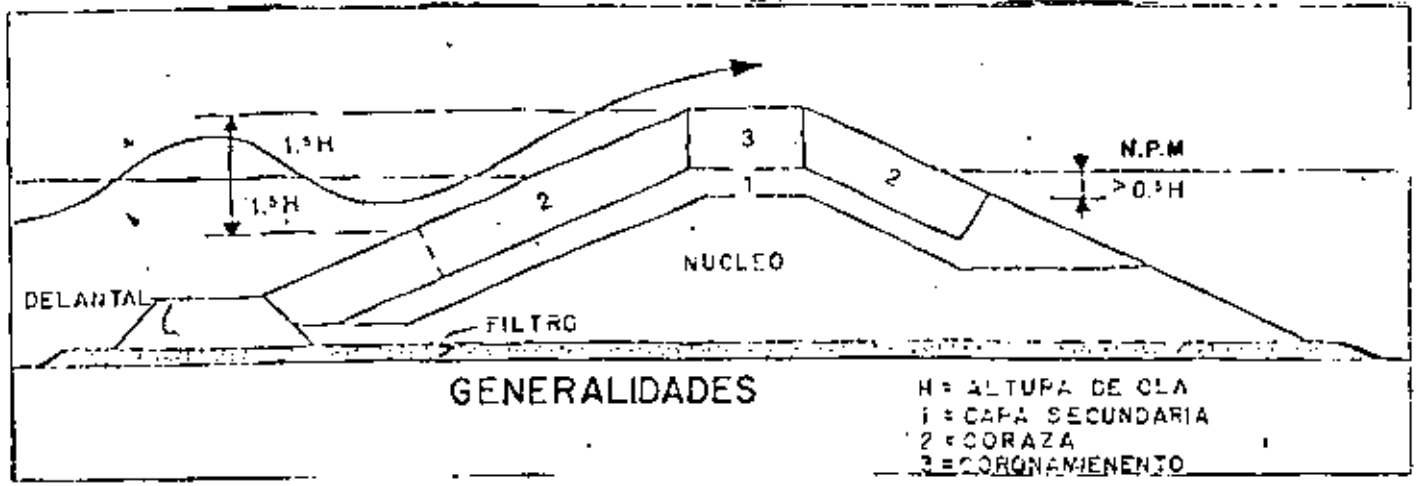 3
1.⁵H
N.P.M
1
2
2
> 0.⁵H
1.⁵H
NUCLEO
DELANTAL
FILTRO
GENERALIDADES
H = ALTURA DE OLA
1 = CAPA SECUNDARIA
2 = CORAZA
3 = CORONAMIENENTO